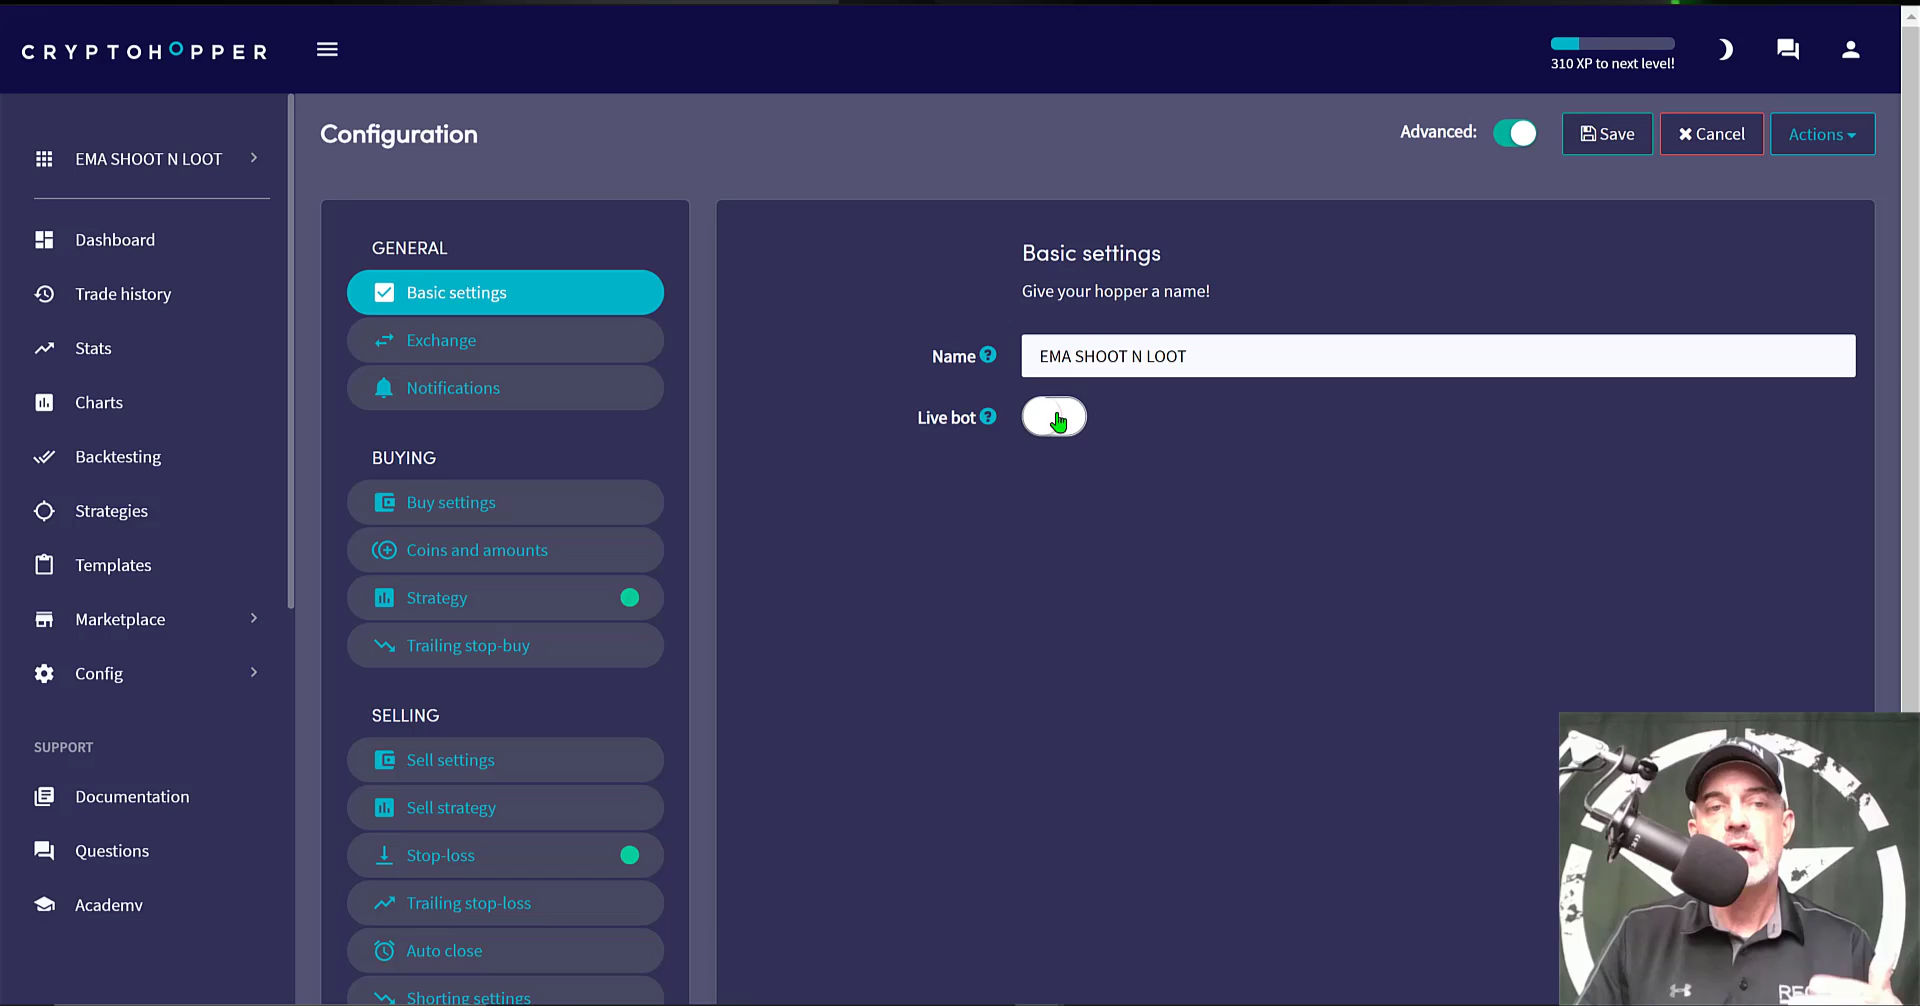 CRYPTOHOPPER
310 XP to next level!
EMA SHOOT N LOOT
Dashboard
Trade history
Stats
Charts
Backtesting
Strategies
Templates
Marketplace
Config
SUPPORT
Documentation
Questions
Academy
Configuration
Advanced:
Save
Cancel
Actions
GENERAL
Basic settings
Exchange
Notifications
BUYING
Buy settings
Coins and amounts
Strategy
Trailing stop-buy
SELLING
Sell settings
Sell strategy
Stop-loss
Trailing stop-loss
Auto close
Shorting settings
Basic settings
Give your hopper a name!
Name ?
EMA SHOOT N LOOT
Live bot ?